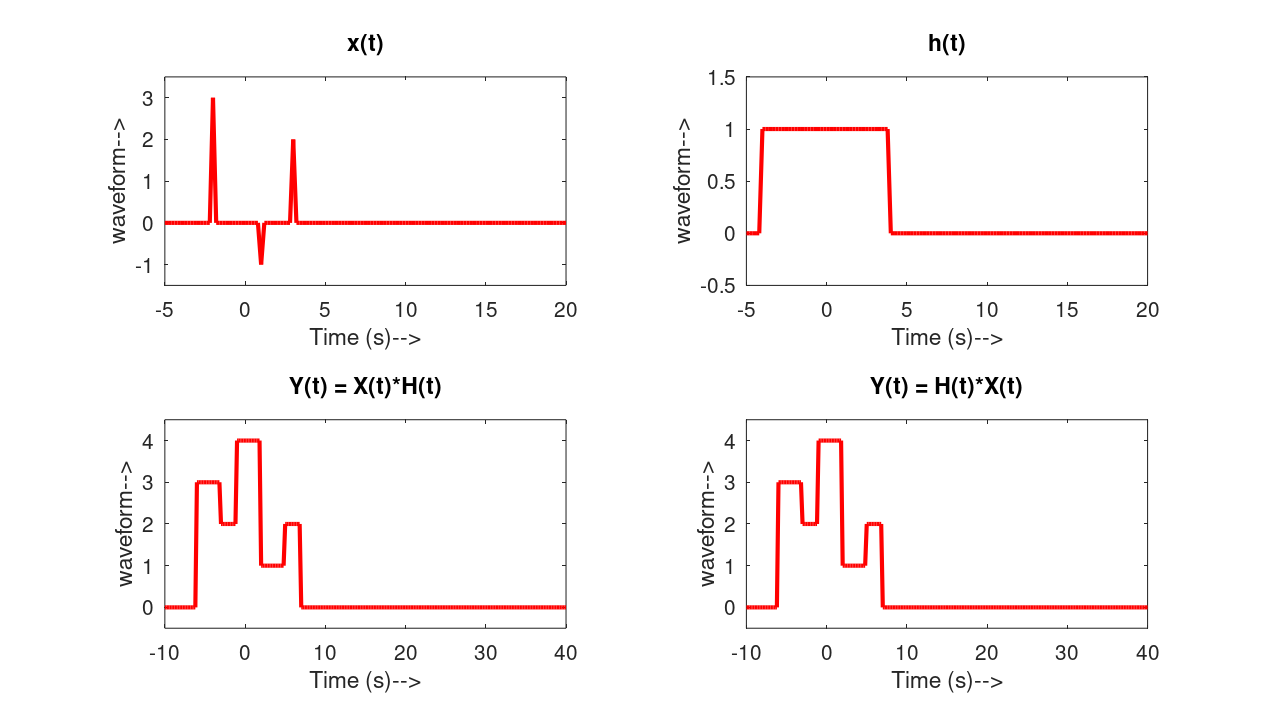 x(t)
waveform-->
3
2
1
0
-1
-5 0 5 10 15 20
Time (s)-->
h(t)
waveform-->
1.5
1
0.5
0
-0.5
-5 0 5 10 15 20
Time (s)-->
Y(t) = X(t)*H(t)
waveform-->
4
3
2
1
0
-10 0 10 20 30 40
Time (s)-->
Y(t) = H(t)*X(t)
waveform-->
4
3
2
1
0
-10 0 10 20 30 40
Time (s)-->